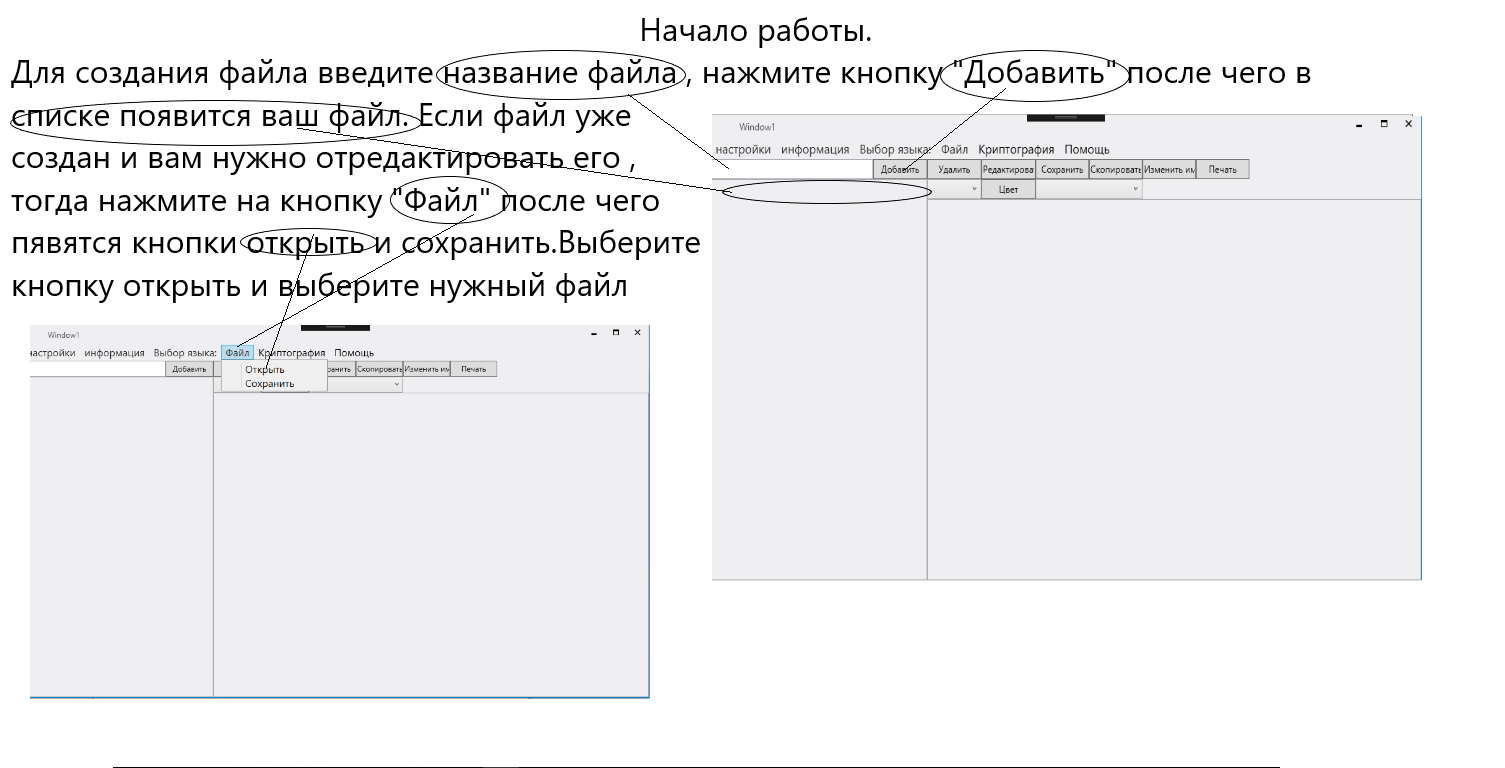 Начало работы.
Для создания файла введите название файла , нажмите кнопку "Добавить" после чего в
списке появится ваш файл. Если файл уже
создан и вам нужно отредактировать его ,
тогда нажмите на кнопку "Файл" после чего
пявятся кнопки открыть и сохранить.Выберите
кнопку открыть и выберите нужный файл
Window1
настройки информация Выбор языка: Файл Криптография Помощь
Добавить Удалить Редактирова Сохранить Скопировать Изменить им Печать
Цвет
Window1
настройки информация Выбор языка: Файл Криптография Помощь
Добавить ранить Скопировать Изменить им Печать
Открыть
Сохранить